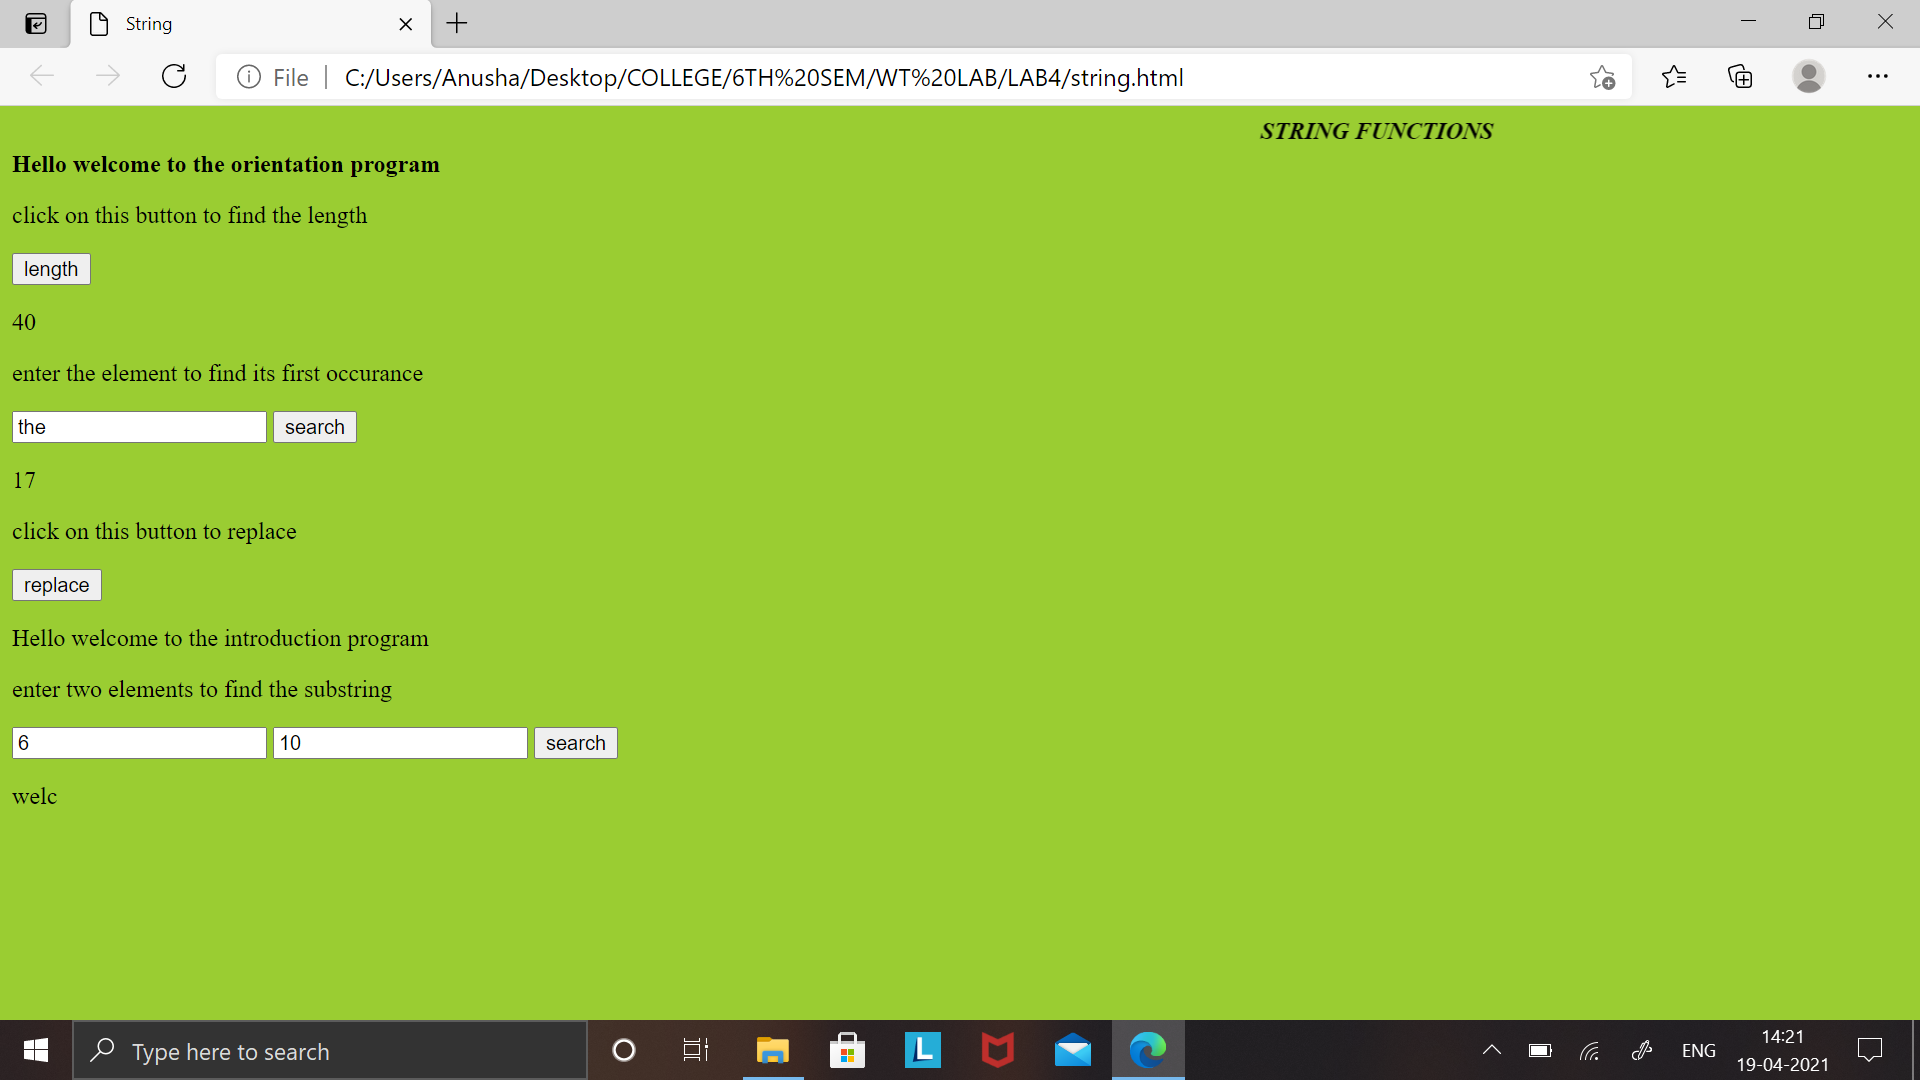 String
File
C:/Users/Anusha/Desktop/COLLEGE/6TH%20SEM/WT%20LAB/LAB4/string.html
STRING FUNCTIONS
Hello welcome to the orientation program
click on this button to find the length
length
40
enter the element to find its first occurance
the search
17
click on this button to replace
replace
Hello welcome to the introduction program
enter two elements to find the substring
6 10 search
welc
Type here to search
L
ENG
14:21
19-04-2021